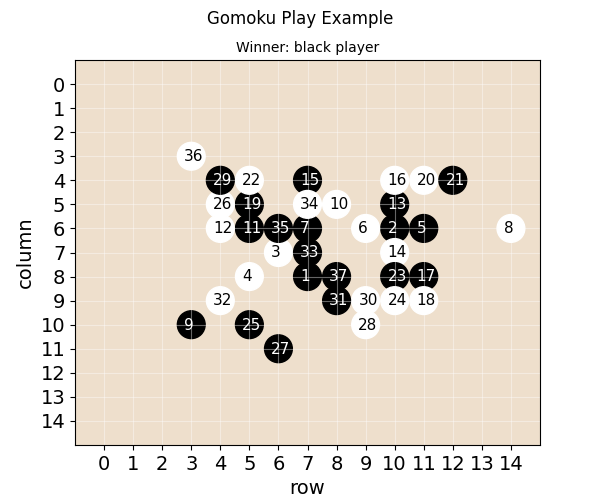 Gomoku Play Example
Winner: black player
0
1
2
3 36
4 29 22 15 16 20 21
5 26 19 34 10 13
6 12 11 35 7 6 2 5 8
7 3 33 14
8 4 1 37 23 17
9 32 31 30 24 18
10 9 25 28
11 27
12
13
14
column
0 1 2 3 4 5 6 7 8 9 10 11 12 13 14
row